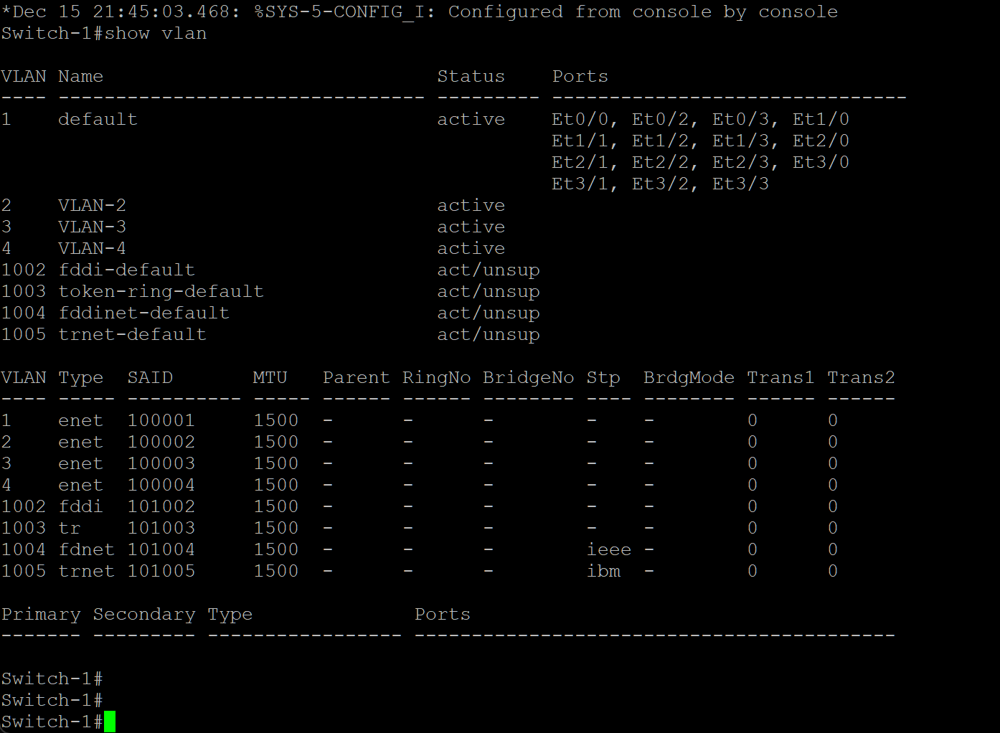 *Dec 15 21:45:03.468: %SYS-5-CONFIG_I: Configured from console by console
Switch-1#show vlan

VLAN Name                             Status    Ports
---- -------------------------------- --------- -------------------------------
1    default                          active    Et0/0, Et0/2, Et0/3, Et1/0
                                                Et1/1, Et1/2, Et1/3, Et2/0
                                                Et2/1, Et2/2, Et2/3, Et3/0
                                                Et3/1, Et3/2, Et3/3
2    VLAN-2                           active
3    VLAN-3                           active
4    VLAN-4                           active
1002 fddi-default                     act/unsup
1003 token-ring-default               act/unsup
1004 fddinet-default                  act/unsup
1005 trnet-default                    act/unsup

VLAN Type  SAID       MTU   Parent RingNo BridgeNo Stp  BrdgMode Trans1 Trans2
---- ----- ---------- ----- ------ ------ -------- ---- -------- ------ ------
1    enet  100001     1500  -      -      -        -    -        0      0
2    enet  100002     1500  -      -      -        -    -        0      0
3    enet  100003     1500  -      -      -        -    -        0      0
4    enet  100004     1500  -      -      -        -    -        0      0
1002 fddi  101002     1500  -      -      -        -    -        0      0
1003 tr    101003     1500  -      -      -        -    -        0      0
1004 fdnet 101004     1500  -      -      -        ieee -        0      0
1005 trnet 101005     1500  -      -      -        ibm  -        0      0

Primary Secondary Type              Ports
------- --------- ----------------- ------------------------------------------

Switch-1#
Switch-1#
Switch-1#